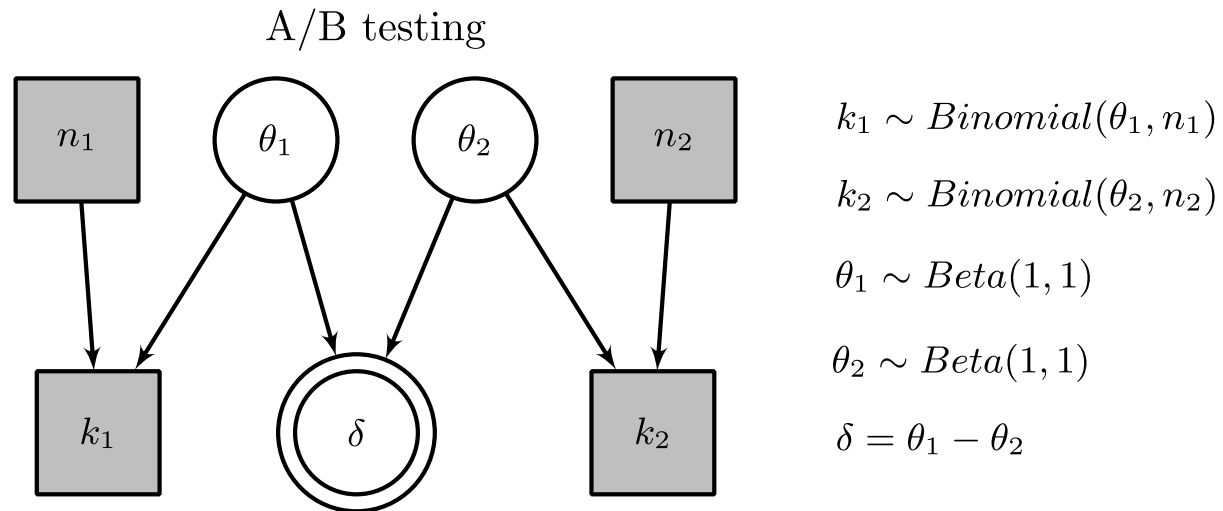 A/B testing
n₁ θ₁ θ₂ n₂
k₁ δ k₂
k₁ ∼ Binomial(θ₁, n₁)
k₂ ∼ Binomial(θ₂, n₂)
θ₁ ∼ Beta(1, 1)
θ₂ ∼ Beta(1, 1)
δ = θ₁ − θ₂